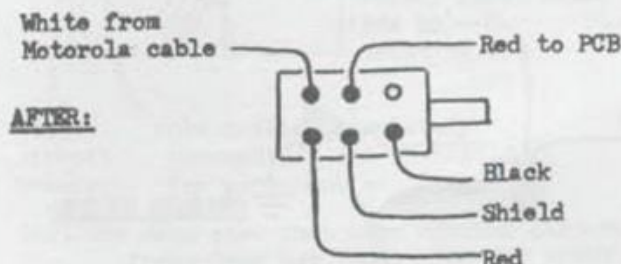 White from
Motorola cable
Red to PCB
AFTER:
Black
Shield
Red